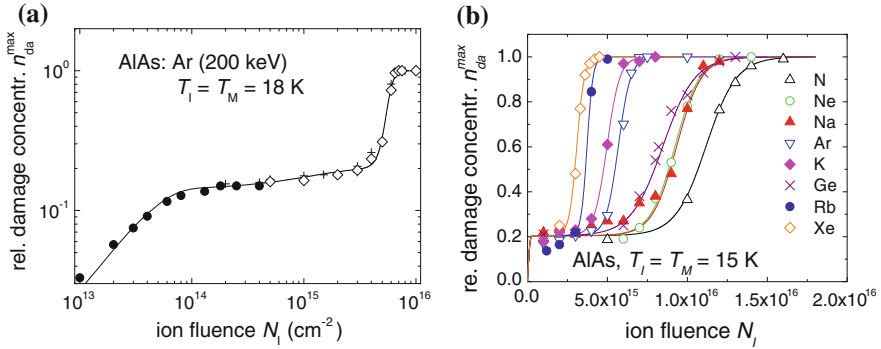 (a)
rel. damage concentr. n_da^max
10^0
10^-1
AlAs: Ar (200 keV)
T_I = T_M = 18 K
10^13
10^14
10^15
10^16
ion fluence N_I (cm^-2)
(b)
re. damage concentr. n_da^max
1.0
0.8
0.6
0.4
0.2
0.0
N
Ne
Na
Ar
K
Ge
Rb
Xe
AlAs, T_I = T_M = 15 K
0.0
5.0x10^15
1.0x10^16
1.5x10^16
2.0x10^16
ion fluence N_I